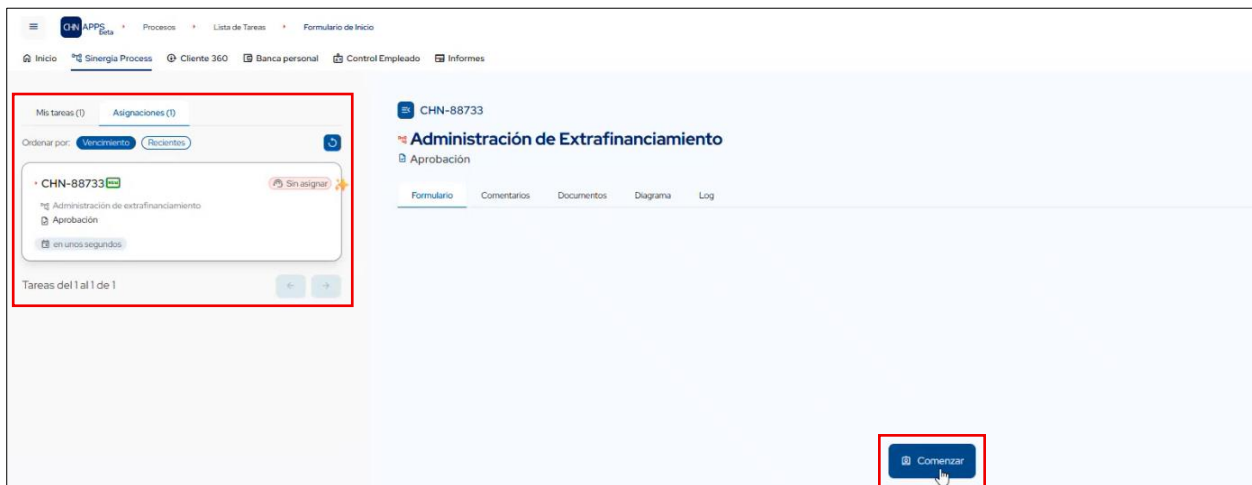 CHN APPS Beta Procesos Lista de Tareas Formulario de Inicio
Inicio Sinergia Process Cliente 360 Banca personal Control Empleado Informes
Mis tareas (1) Asignaciones (1)
Ordenar por: Vencimiento Recientes
CHN-88733 NEW Sin asignar
Administración de extrafinanciamiento
Aprobación
en unos segundos
Tareas del 1 al 1 de 1
CHN-88733
Administración de Extrafinanciamiento
Aprobación
Formulario Comentarios Documentos Diagrama Log
Comenzar